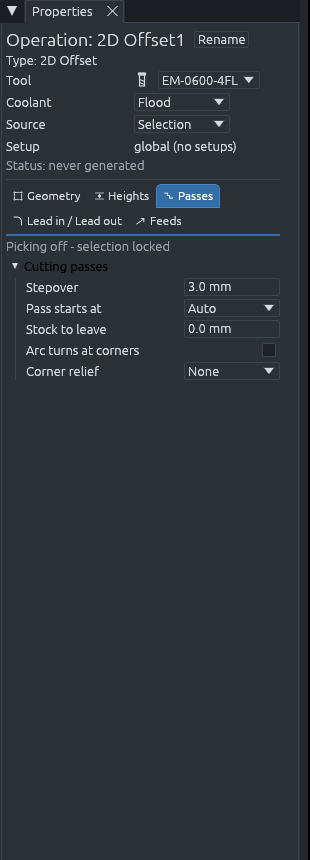 Properties
Operation: 2D Offset1 Rename
Type: 2D Offset
Tool EM-0600-4FL
Coolant Flood
Source Selection
Setup global (no setups)
Status: never generated
Geometry Heights Passes
Lead in / Lead out Feeds
Picking off - selection locked
Cutting passes
Stepover 3.0 mm
Pass starts at Auto
Stock to leave 0.0 mm
Arc turns at corners
Corner relief None